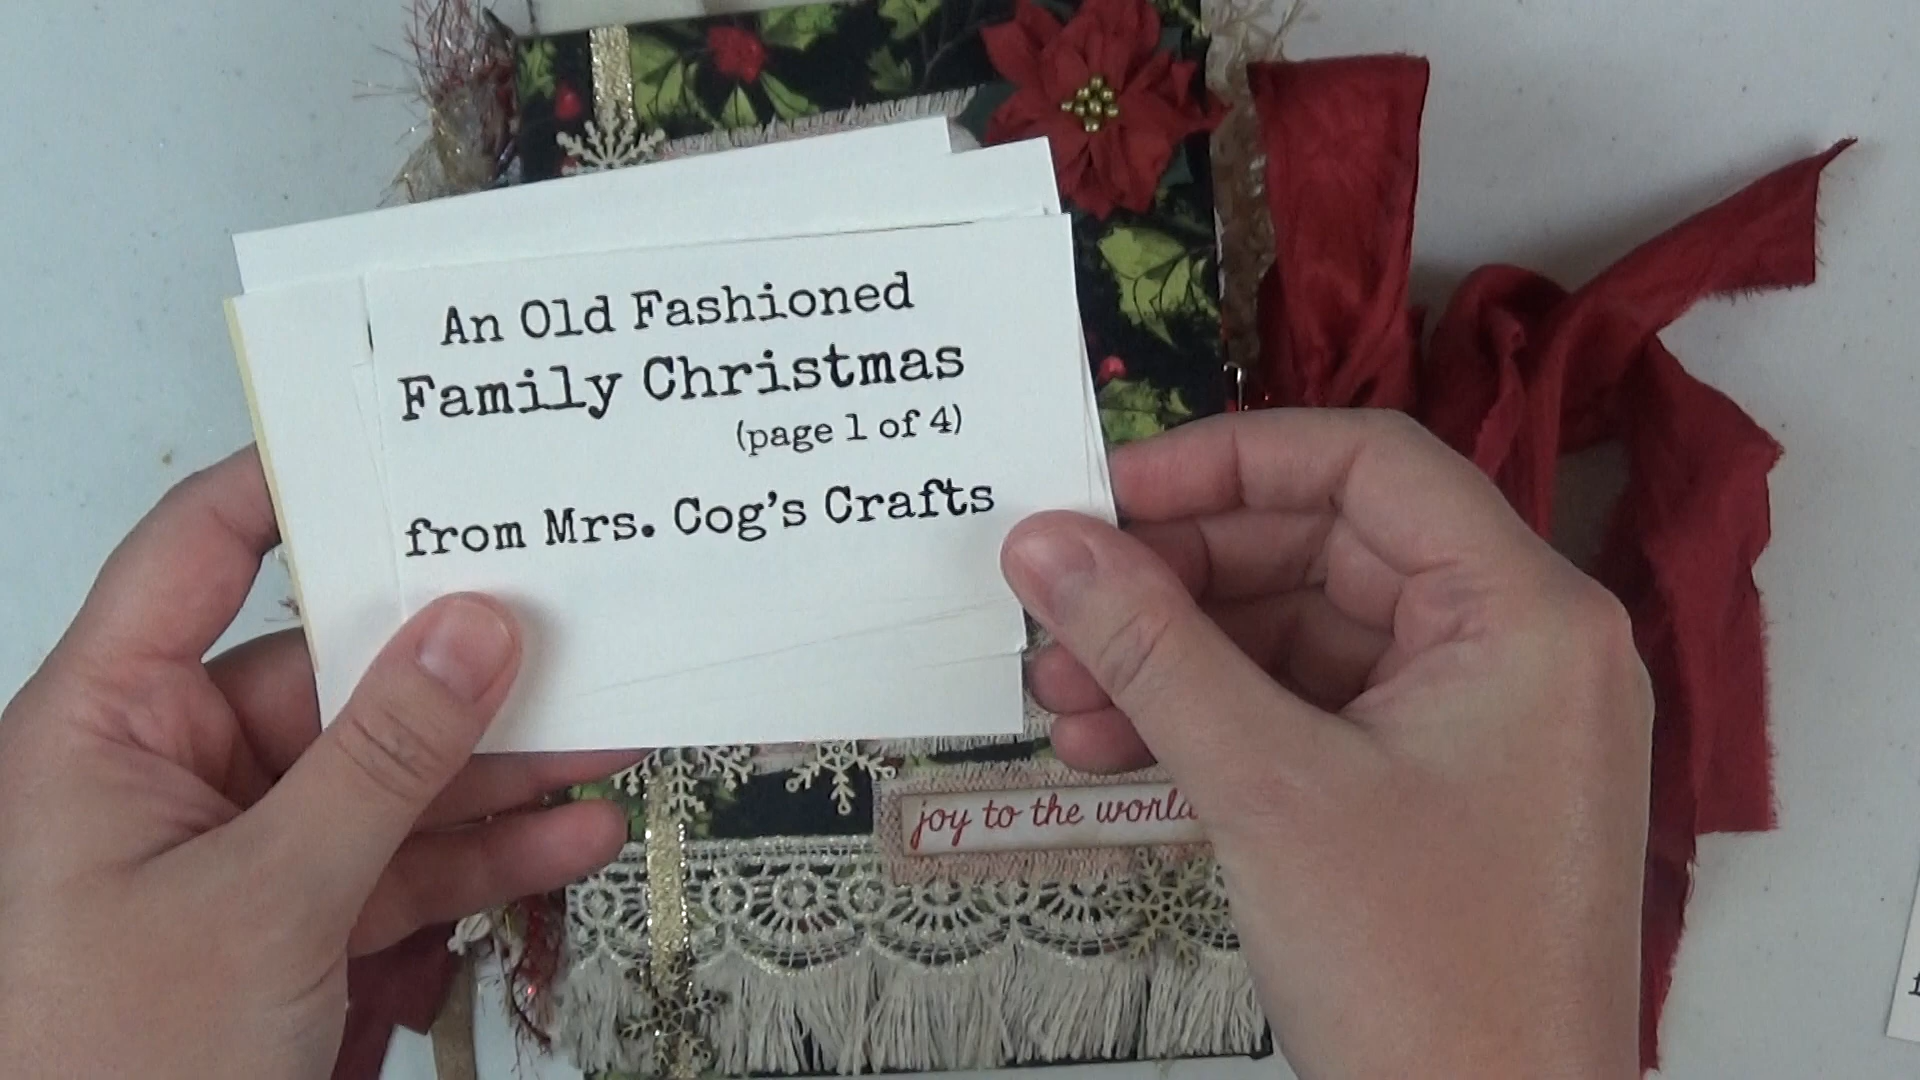 An Old Fashioned
Family Christmas
(page 1 of 4)
from Mrs. Cog's Crafts
joy to the world